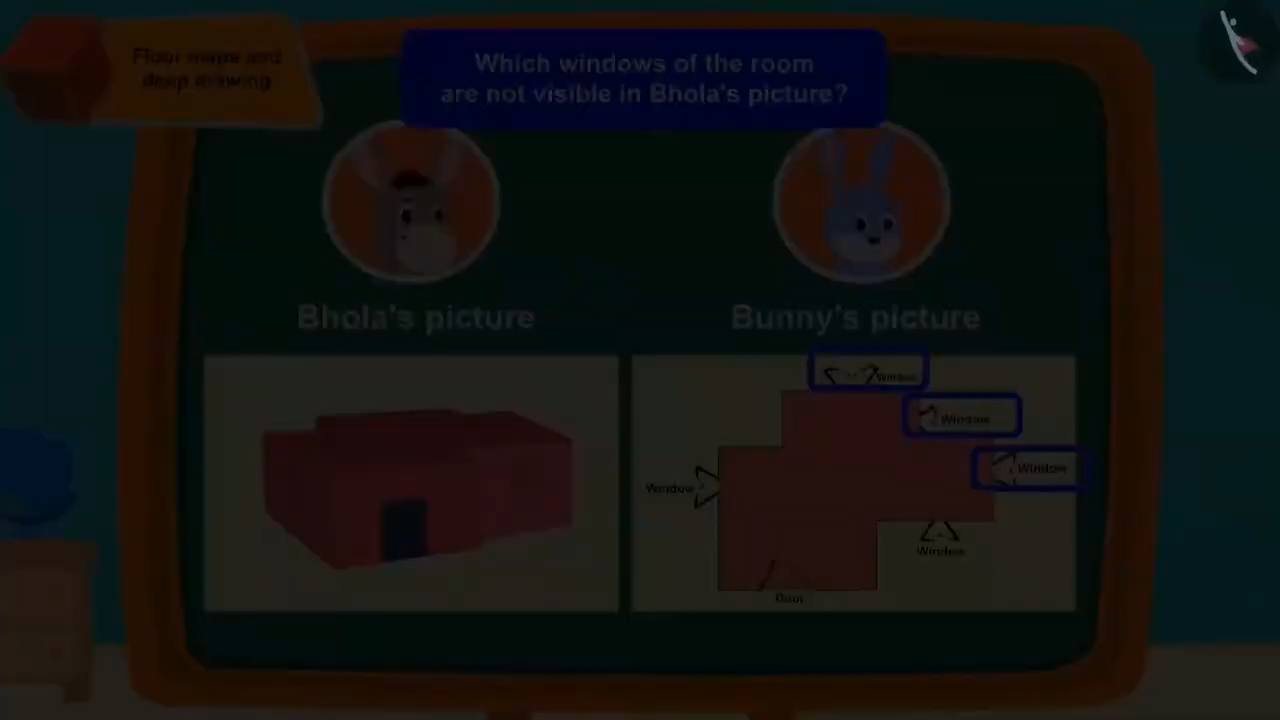 Floor maps and
deep drawing
Which windows of the room
are not visible in Bhola's picture?
Bhola's picture
Bunny's picture
Window
Window
Window
Window
Window
Door